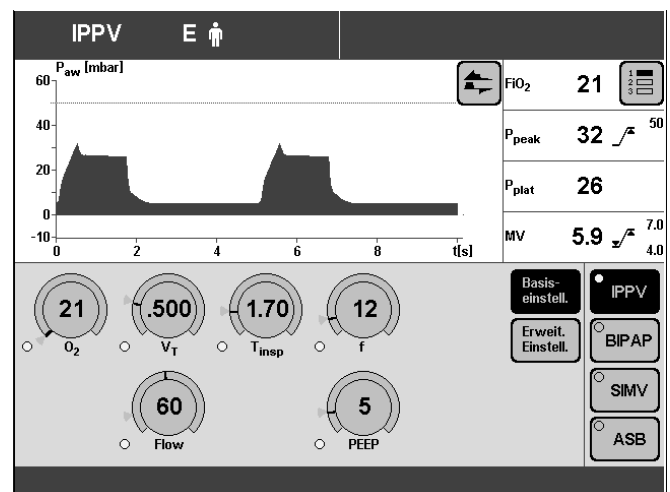 IPPV E
Paw [mbar]
60
40
20
0
-10
0 2 4 6 8 t[s]
FiO2 21
1
2
3
Ppeak 32 50
Pplat 26
MV 5.9 7.0
4.0
21
O2
.500
VT
1.70
Tinsp
12
f
60
Flow
5
PEEP
Basis-
einstell.
Erweit.
Einstell.
IPPV
BIPAP
SIMV
ASB